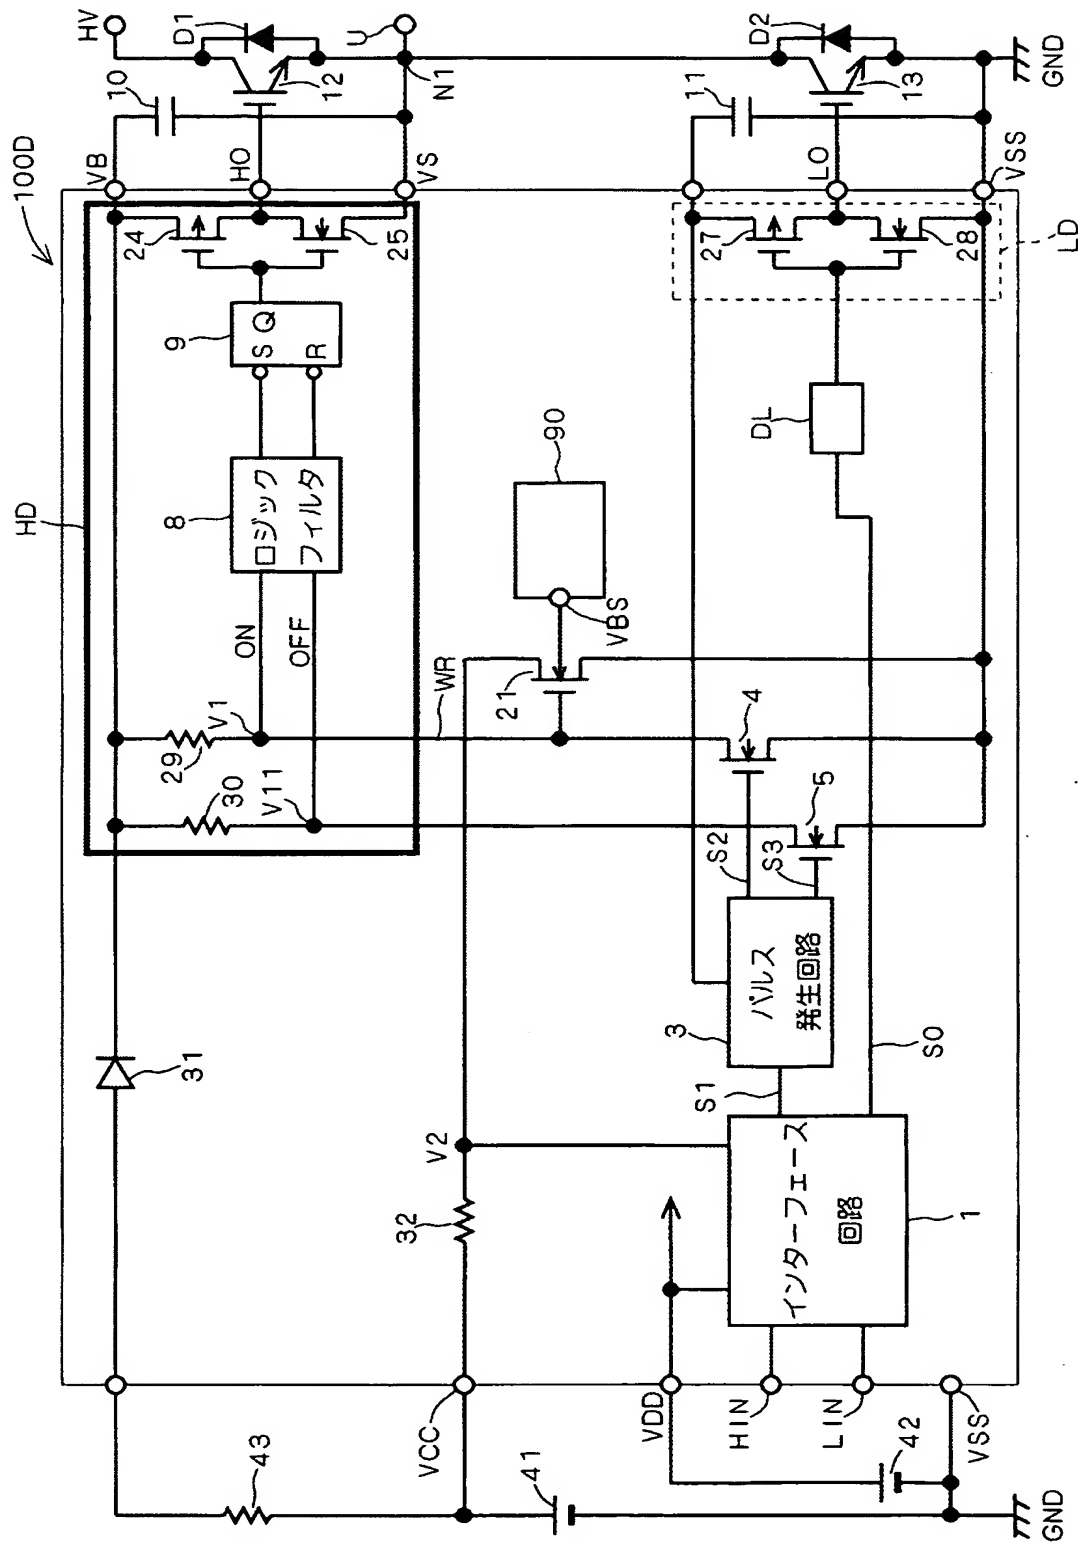 100D
HV
D1
U
10
12
N1
VB
HO
VS
24
25
HD
9
S Q
R
8
ロジック
フィルタ
ON
OFF
V1
29
V11
30
31
D2
11
13
GND
LO
VSS
27
28
LD
DL
90
VBS
21
WR
4
5
S2
S3
パルス
発生回路
3
S1
S0
V2
32
インターフェース
回路
1
VCC
VDD
HIN
LIN
VSS
43
41
42
GND